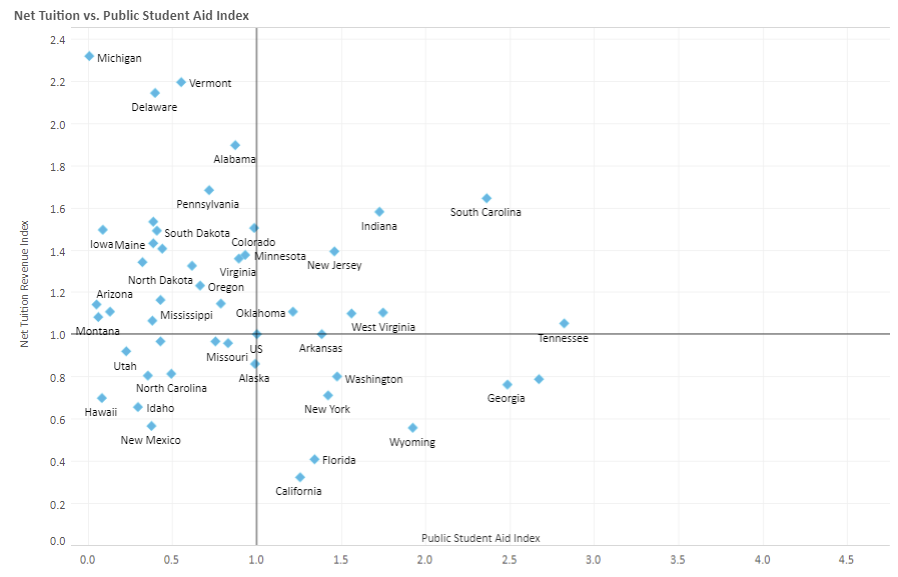 Net Tuition vs. Public Student Aid Index
2.4
Michigan
2.2
Vermont
Delaware
2.0
Alabama
1.8
Pennsylvania
1.6
South Carolina
Indiana
South Dakota
Iowa Maine
Colorado
1.4
Minnesota
New Jersey
Virginia
North Dakota
Oregon
Arizona
1.2
Mississippi
Oklahoma
West Virginia
Montana
1.0
Tennessee
US
Arkansas
Missouri
Utah
Alaska
0.8
Washington
North Carolina
Georgia
Hawaii
Idaho
New York
0.6
New Mexico
Wyoming
0.4
Florida
California
0.2
Net Tuition Revenue Index
Public Student Aid Index
0.0
0.0 0.5 1.0 1.5 2.0 2.5 3.0 3.5 4.0 4.5